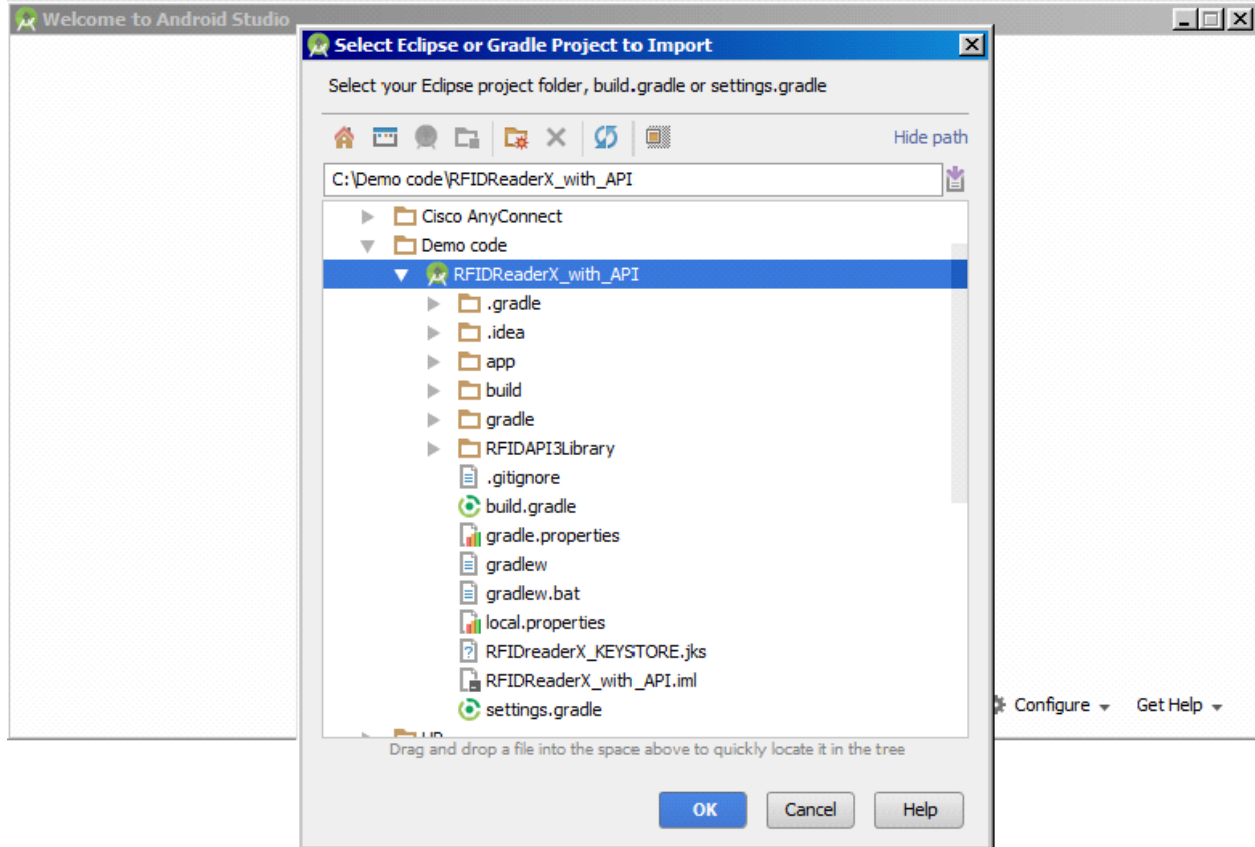 Welcome to Android Studio
Select Eclipse or Gradle Project to Import
Select your Eclipse project folder, build.gradle or settings.gradle
Hide path
C:\Demo code\RFIDReaderX_with_API
Cisco AnyConnect
Demo code
RFIDReaderX_with_API
.gradle
.idea
app
build
gradle
RFIDAPI3Library
.gitignore
build.gradle
gradle.properties
gradlew
gradlew.bat
local.properties
RFIDreaderX_KEYSTORE.jks
RFIDReaderX_with_API.iml
settings.gradle
Configure
Get Help
Drag and drop a file into the space above to quickly locate it in the tree
OK
Cancel
Help